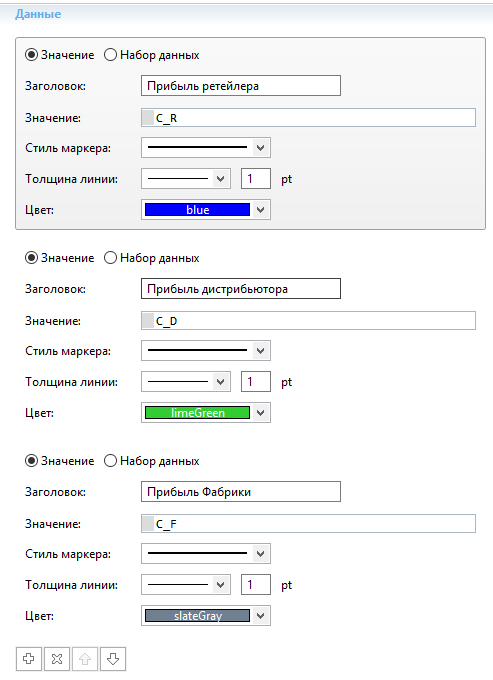 Данные
Значение Набор данных
Заголовок: Прибыль ретейлера
Значение: C_R
Стиль маркера:
Толщина линии: 1 pt
Цвет: blue
Значение Набор данных
Заголовок: Прибыль дистрибьютора
Значение: C_D
Стиль маркера:
Толщина линии: 1 pt
Цвет: limeGreen
Значение Набор данных
Заголовок: Прибыль Фабрики
Значение: C_F
Стиль маркера:
Толщина линии: 1 pt
Цвет: slateGray